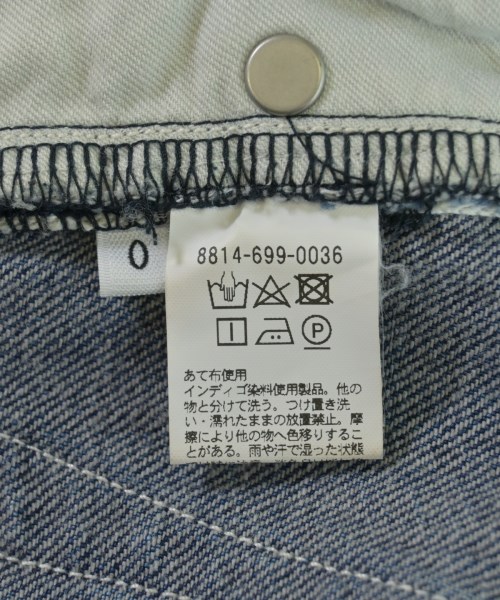 0
8814-699-0036
P
あて布使用
インディゴ染料使用製品。他の
物と分けて洗う。つけ置き洗
い・濡れたままの放置禁止。摩
擦により他の物へ色移りするこ
とがある。雨や汗で湿った状態